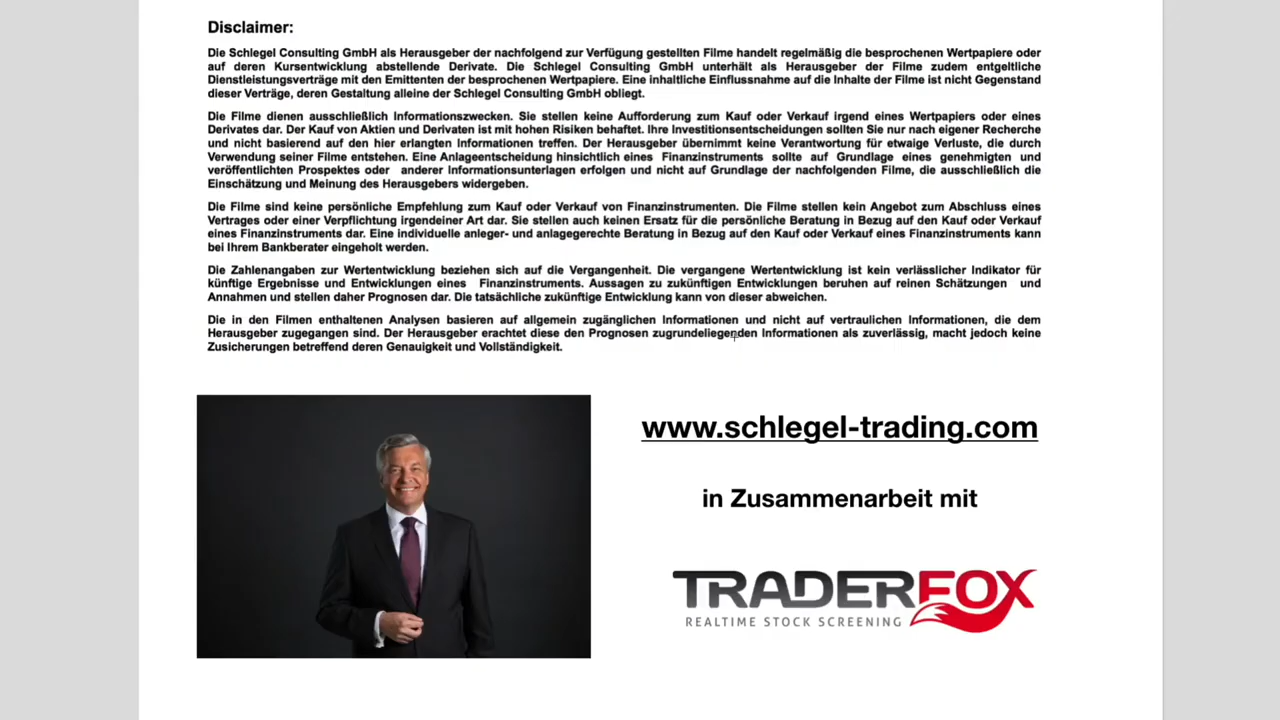 Disclaimer:
Die Schlegel Consulting GmbH als Herausgeber der nachfolgend zur Verfügung gestellten Filme handelt regelmäßig die besprochenen Wertpapiere oder
auf deren Kursentwicklung abstellende Derivate. Die Schlegel Consulting GmbH unterhält als Herausgeber der Filme zudem entgeltliche
Dienstleistungsverträge mit den Emittenten der besprochenen Wertpapiere. Eine inhaltliche Einflussnahme auf die Inhalte der Filme ist nicht Gegenstand
dieser Verträge, deren Gestaltung alleine der Schlegel Consulting GmbH obliegt.
Die Filme dienen ausschließlich Informationszwecken. Sie stellen keine Aufforderung zum Kauf oder Verkauf irgend eines Wertpapiers oder eines
Derivates dar. Der Kauf von Aktien und Derivaten ist mit hohen Risiken behaftet. Ihre Investitionsentscheidungen sollten Sie nur nach eigener Recherche
und nicht basierend auf den hier erlangten Informationen treffen. Der Herausgeber übernimmt keine Verantwortung für etwaige Verluste, die durch
Verwendung seiner Filme entstehen. Eine Anlageentscheidung hinsichtlich eines Finanzinstruments sollte auf Grundlage eines genehmigten und
veröffentlichten Prospektes oder anderer Informationsunterlagen erfolgen und nicht auf Grundlage der nachfolgenden Filme, die ausschließlich die
Einschätzung und Meinung des Herausgebers widergeben.
Die Filme sind keine persönliche Empfehlung zum Kauf oder Verkauf von Finanzinstrumenten. Die Filme stellen kein Angebot zum Abschluss eines
Vertrages oder einer Verpflichtung irgendeiner Art dar. Sie stellen auch keinen Ersatz für die persönliche Beratung in Bezug auf den Kauf oder Verkauf
eines Finanzinstruments dar. Eine individuelle anleger- und anlagegerechte Beratung in Bezug auf den Kauf oder Verkauf eines Finanzinstruments kann
bei Ihrem Bankberater eingeholt werden.
Die Zahlenangaben zur Wertentwicklung beziehen sich auf die Vergangenheit. Die vergangene Wertentwicklung ist kein verlässlicher Indikator für
künftige Ergebnisse und Entwicklungen eines Finanzinstruments. Aussagen zu zukünftigen Entwicklungen beruhen auf reinen Schätzungen und
Annahmen und stellen daher Prognosen dar. Die tatsächliche zukünftige Entwicklung kann von dieser abweichen.
Die in den Filmen enthaltenen Analysen basieren auf allgemein zugänglichen Informationen und nicht auf vertraulichen Informationen, die dem
Herausgeber zugegangen sind. Der Herausgeber erachtet diese den Prognosen zugrundeliegenden Informationen als zuverlässig, macht jedoch keine
Zusicherungen betreffend deren Genauigkeit und Vollständigkeit.
www.schlegel-trading.com
in Zusammenarbeit mit
TRADERFOX
REALTIME STOCK SCREENING